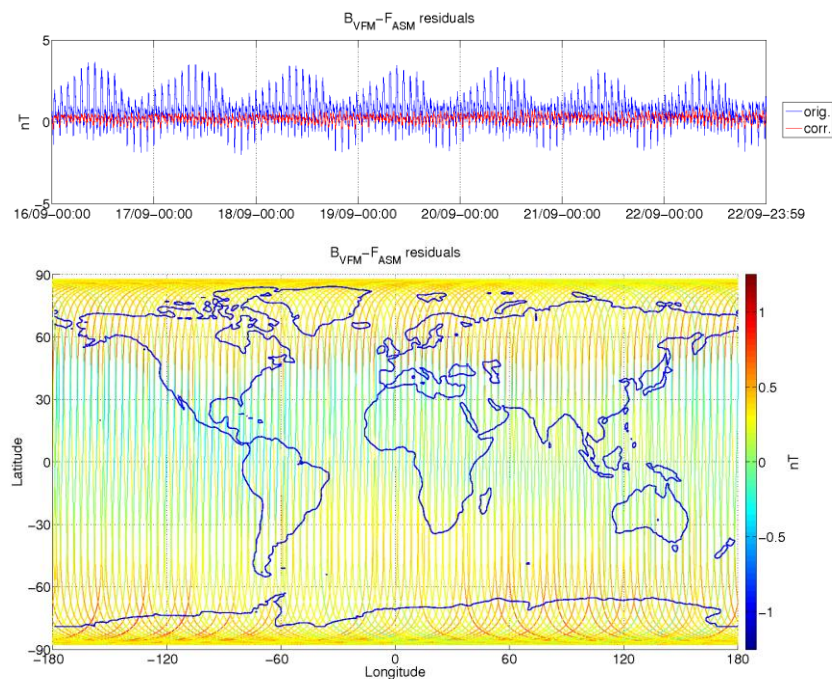 B_VFM−F_ASM residuals
5
0
−5
nT
16/09−00:00 17/09−00:00 18/09−00:00 19/09−00:00 20/09−00:00 21/09−00:00 22/09−00:00 22/09−23:59
orig.
corr.
B_VFM−F_ASM residuals
90
60
30
0
−30
−60
−90
Latitude
−180 −120 −60 0 60 120 180
Longitude
1
0.5
0
−0.5
−1
nT